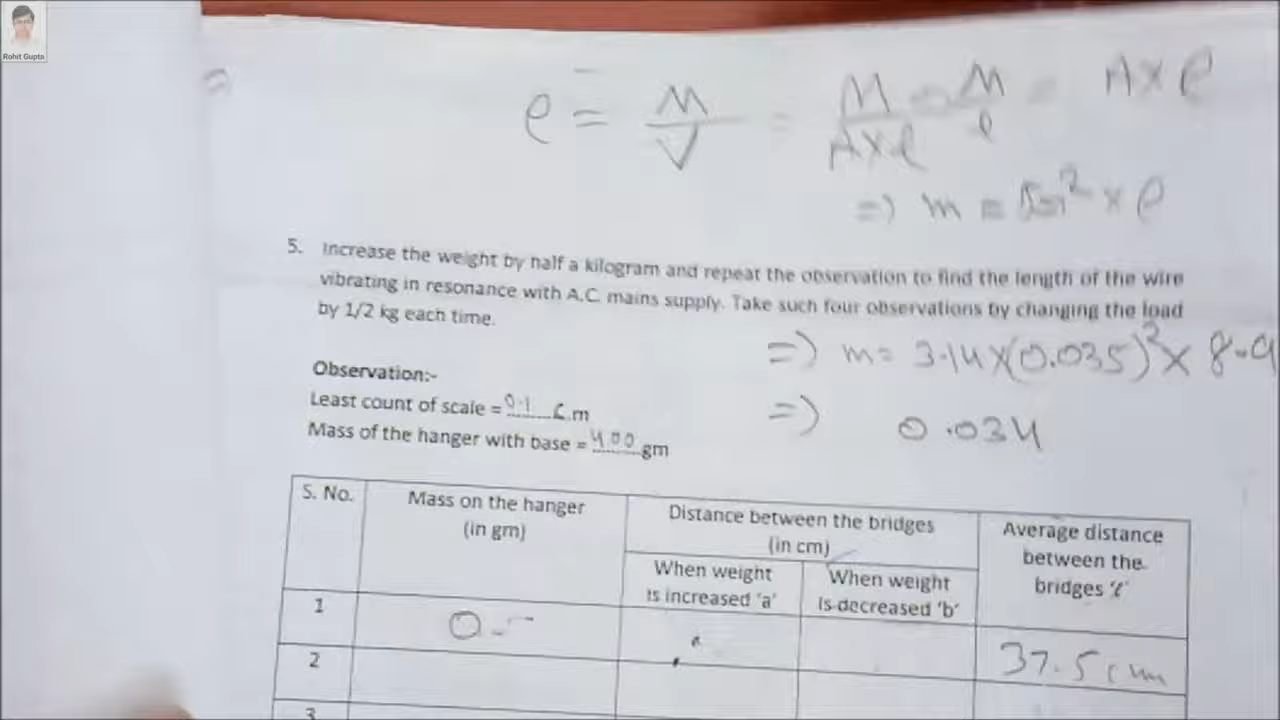 Rohit Gupta
=
ρ = M/V = M/A×l = M/l = A×ρ
=) m = πr² × ρ
5. Increase the weight by half a kilogram and repeat the observation to find the length of the wire
vibrating in resonance with A.C. mains supply. Take such four observations by changing the load
by 1/2 kg each time.
=) m = 3.14×(0.035)² × 8.9
Observation:-
Least count of scale = 0.1 c.m
=) 0.034
Mass of the hanger with base = 400 gm
S. No.
Mass on the hanger
(in gm)
Distance between the bridges
(in cm)
When weight
is increased 'a'
When weight
is decreased 'b'
Average distance
between the
bridges 'ℓ'
1
0.5
37.5 cm
2
3